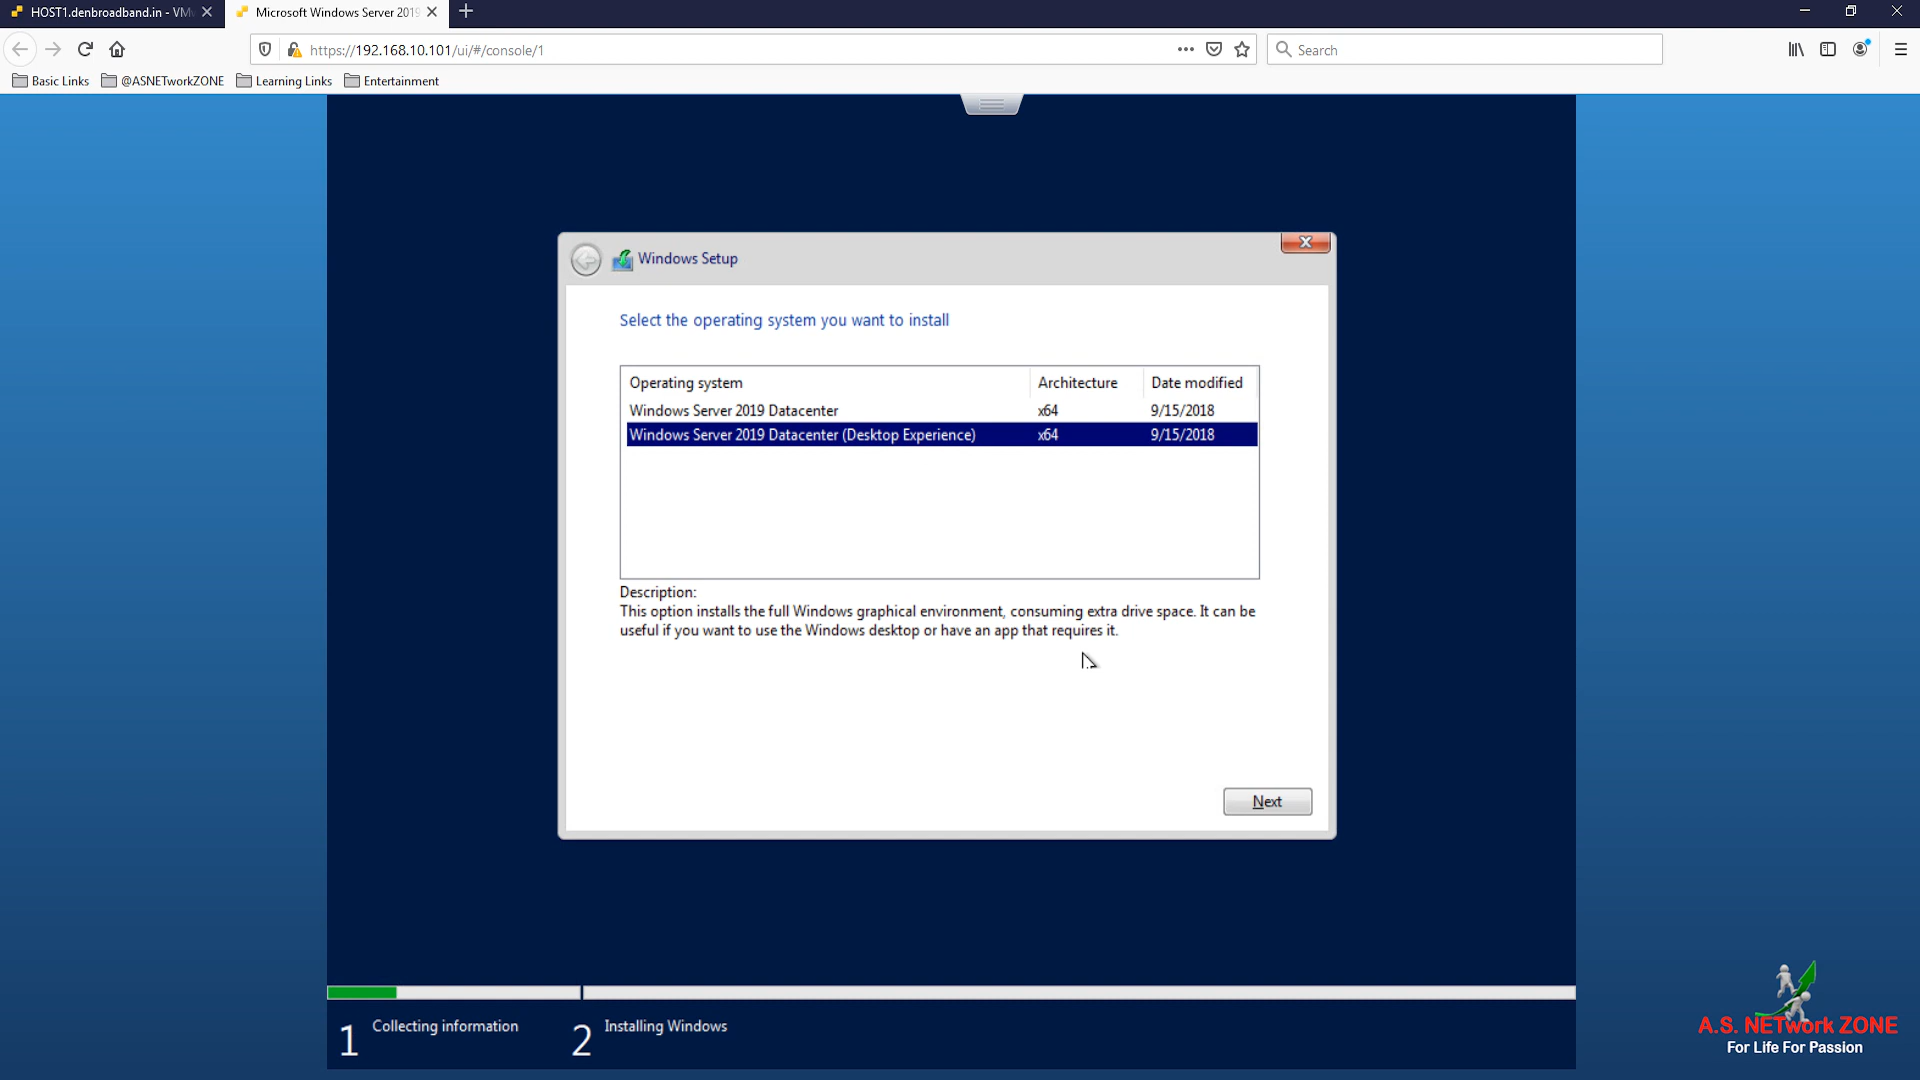 HOST1.denbroadband.in - VM
Microsoft Windows Server 2019
https://192.168.10.101/ui/#/console/1
Search
Basic Links
@ASNETworkZONE
Learning Links
Entertainment
Windows Setup
Select the operating system you want to install
Operating system Architecture Date modified
Windows Server 2019 Datacenter x64 9/15/2018
Windows Server 2019 Datacenter (Desktop Experience) x64 9/15/2018
Description:
This option installs the full Windows graphical environment, consuming extra drive space. It can be
useful if you want to use the Windows desktop or have an app that requires it.
Next
1 Collecting information
2 Installing Windows
A.S. NETwork ZONE
For Life For Passion